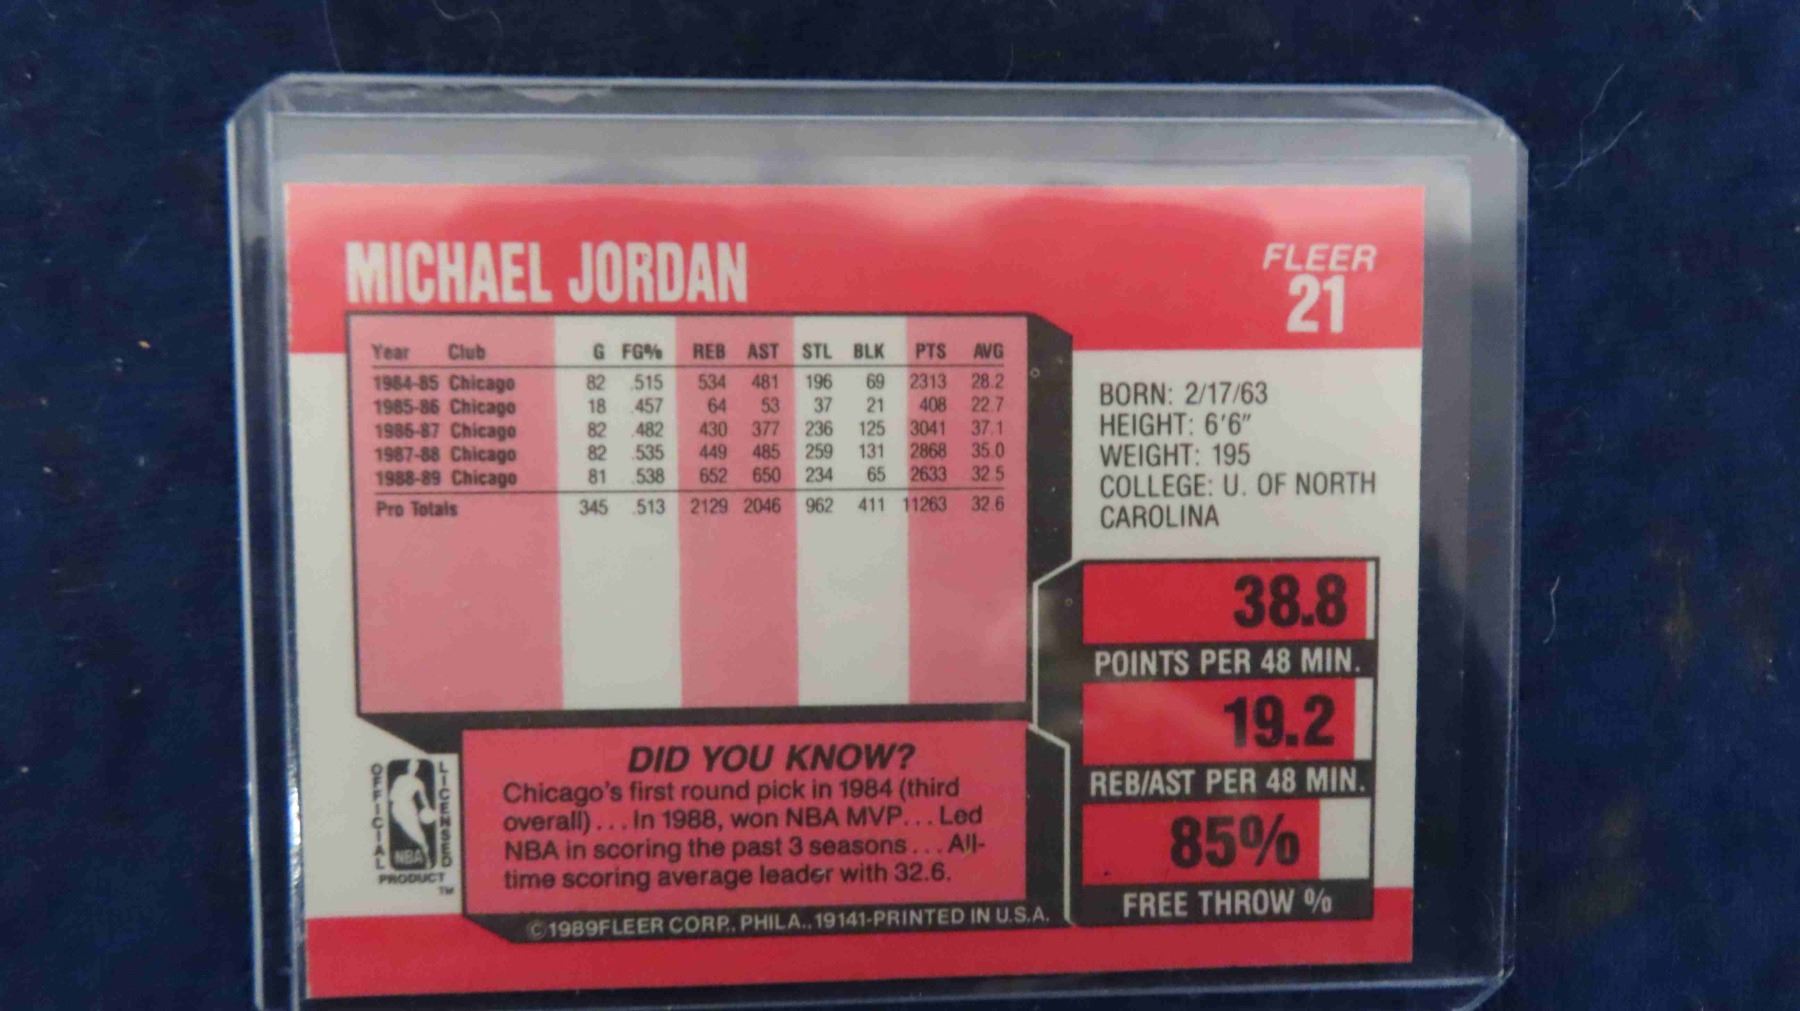 MICHAEL JORDAN
FLEER
21
Year Club G FG% REB AST STL BLK PTS AVG
1984-85 Chicago 82 .515 534 481 196 69 2313 28.2
1985-86 Chicago 18 .457 64 53 37 21 408 22.7
1986-87 Chicago 82 .482 430 377 236 125 3041 37.1
1987-88 Chicago 82 .535 449 485 259 131 2868 35.0
1988-89 Chicago 81 .538 652 650 234 65 2633 32.5
Pro Totals 345 .513 2129 2046 962 411 11263 32.6
BORN: 2/17/63
HEIGHT: 6'6"
WEIGHT: 195
COLLEGE: U. OF NORTH
CAROLINA
38.8
POINTS PER 48 MIN.
19.2
REB/AST PER 48 MIN.
85%
FREE THROW %
OFFICIAL
LICENSED
NBA
PRODUCT
TM
DID YOU KNOW?
Chicago's first round pick in 1984 (third
overall)...In 1988, won NBA MVP...Led
NBA in scoring the past 3 seasons...All-
time scoring average leader with 32.6.
©1989FLEER CORP., PHILA., 19141-PRINTED IN U.S.A.